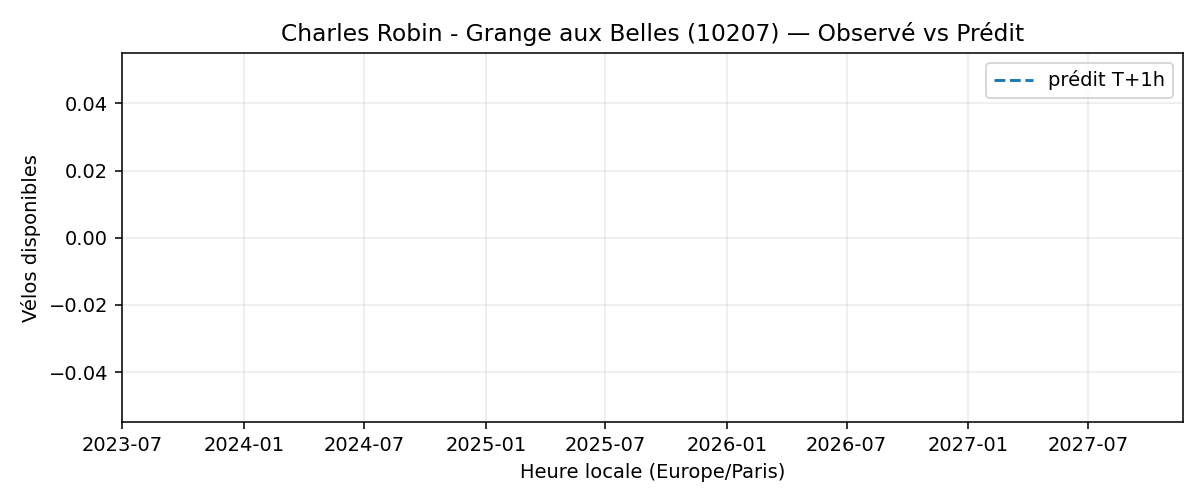 Charles Robin - Grange aux Belles (10207) — Observé vs Prédit
prédit T+1h
Vélos disponibles
0.04
0.02
0.00
−0.02
−0.04
2023-07 2024-01 2024-07 2025-01 2025-07 2026-01 2026-07 2027-01 2027-07
Heure locale (Europe/Paris)